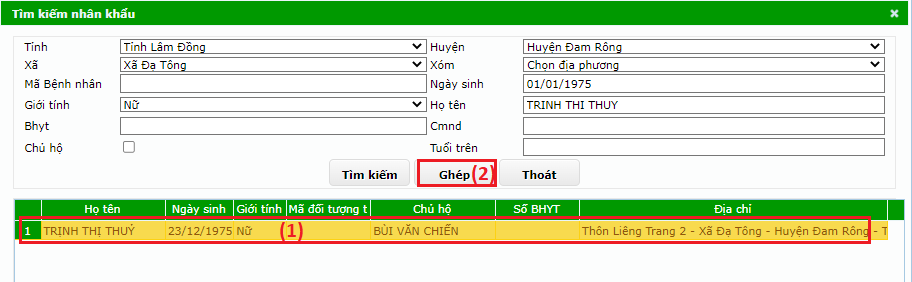 Tìm kiếm nhân khẩu
Tỉnh Tỉnh Lâm Đồng Huyện Huyện Đam Rông
Xã Xã Đạ Tông Xóm Chọn địa phương
Mã Bệnh nhân Ngày sinh 01/01/1975
Giới tính Nữ Họ tên TRINH THI THUY
Bhyt Cmnd
Chủ hộ Tuổi trên
Tìm kiếm Ghép (2) Thoát
Họ tên Ngày sinh Giới tính Mã đối tượng t Chủ hộ Số BHYT Địa chỉ
1 TRỊNH THỊ THUỶ 23/12/1975 Nữ (1) BÙI VĂN CHIẾN Thôn Liêng Trang 2 - Xã Đạ Tông - Huyện Đam Rông - T